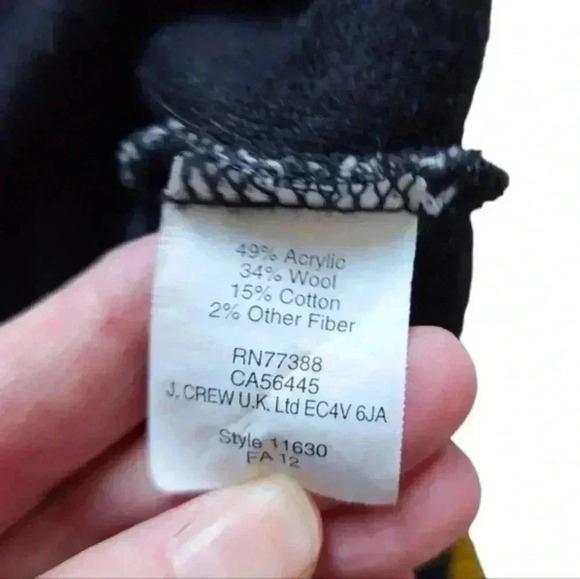 49% Acrylic
34% Wool
15% Cotton
2% Other Fiber
RN77388
CA56445
J. CREW U.K. Ltd EC4V 6JA
Style 11630
FA 12